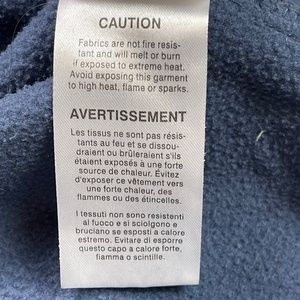 CAUTION
Fabrics are not fire resis-
tant and will melt or burn
if exposed to extreme heat.
Avoid exposing this garment
to high heat, flame or sparks.
AVERTISSEMENT
Les tissus ne sont pas résis-
tants au feu et se dissou-
draient ou brûleraient s'ils
étaient exposés à une forte
source de chaleur. Évitez
d'exposer ce vêtement vers
une forte chaleur, des
flammes ou des étincelles.
I tessuti non sono resistenti
al fuoco e si sciolgono e
bruciano se esposti a calore
estremo. Evitare di esporre
questo capo a calore forte,
fiamma o scintille.